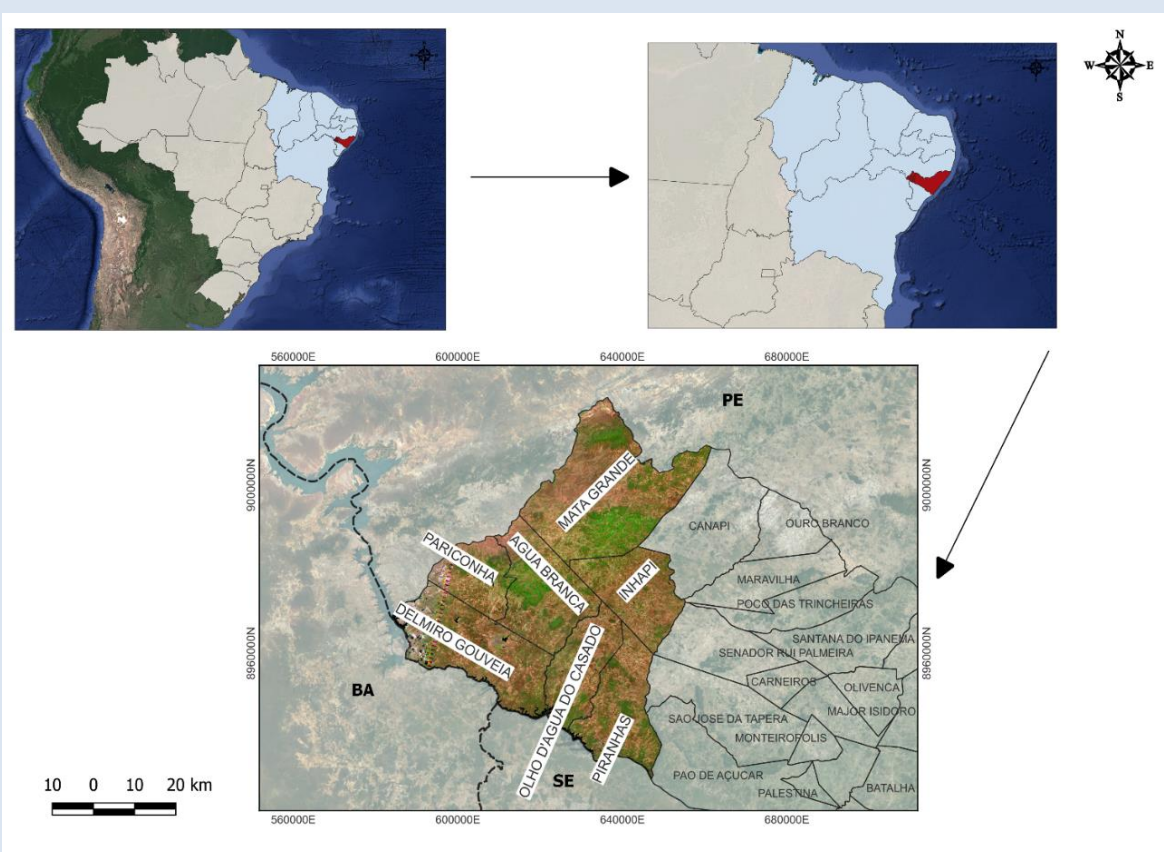 N
W E
S
560000E 600000E 640000E 680000E
PE
9000000N 9000000N
MATA GRANDE
CANAPI
OURO BRANCO
PARICONHA
AGUA BRANCA
INHAPI
MARAVILHA
POCO DAS TRINCHEIRAS
DELMIRO GOUVEIA
SANTANA DO IPANEMA
SENADOR RUI PALMEIRA
8960000N 8960000N
CARNEIROS
OLIVENCA
BA
OLHO D'AGUA DO CASADO
MAJOR ISIDORO
SAO JOSE DA TAPERA
MONTEIROPOLIS
PIRANHAS
SE
PAO DE AÇUCAR
PALESTINA
BATALHA
10 0 10 20 km
560000E 600000E 640000E 680000E